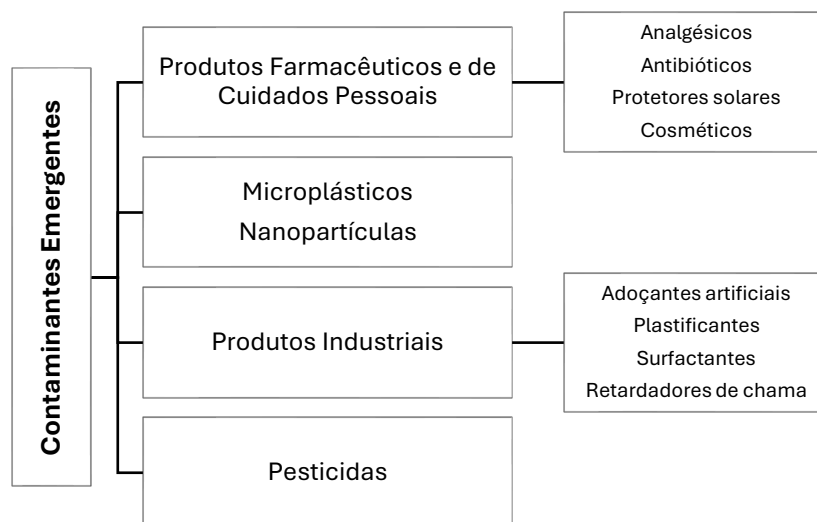 Contaminantes Emergentes
Produtos Farmacêuticos e de
Cuidados Pessoais
Analgésicos
Antibióticos
Protetores solares
Cosméticos
Microplásticos
Nanopartículas
Produtos Industriais
Adoçantes artificiais
Plastificantes
Surfactantes
Retardadores de chama
Pesticidas